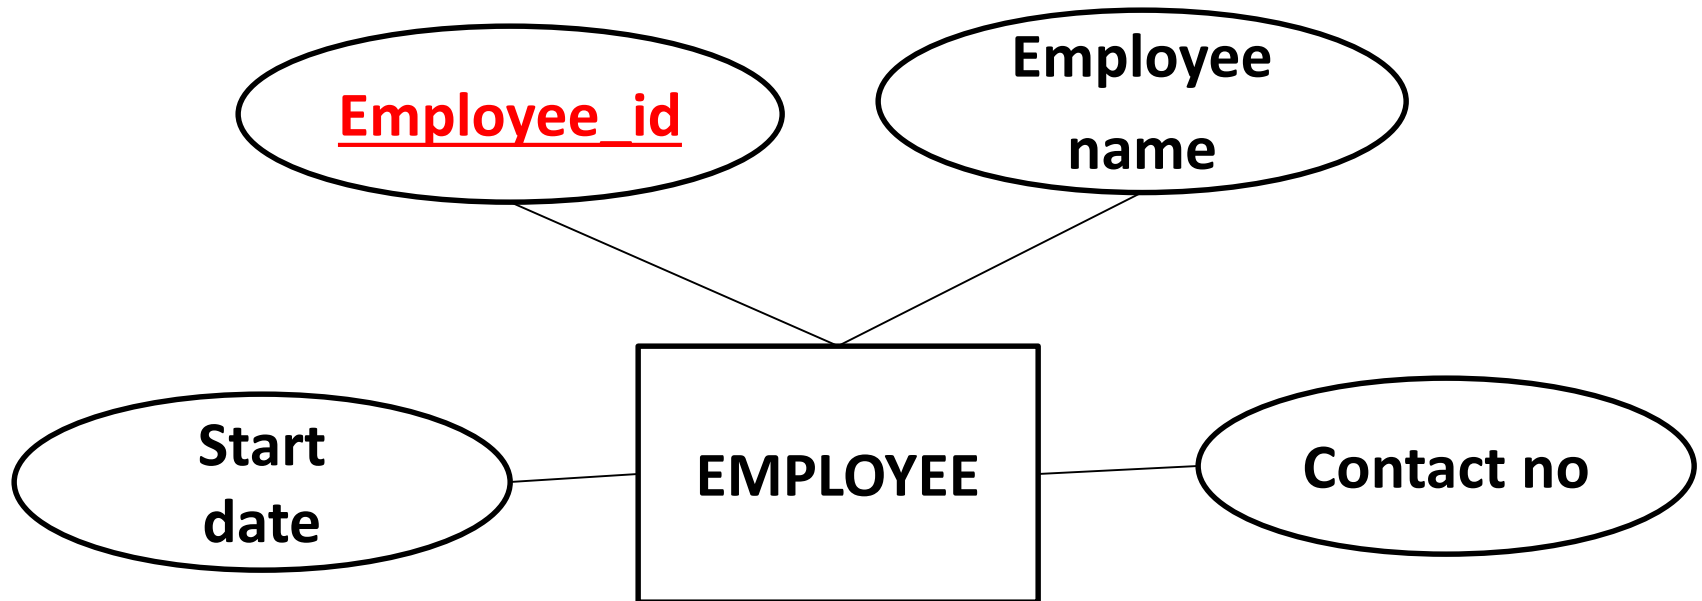 Employee_id
Employee
name
Start
date
EMPLOYEE
Contact no